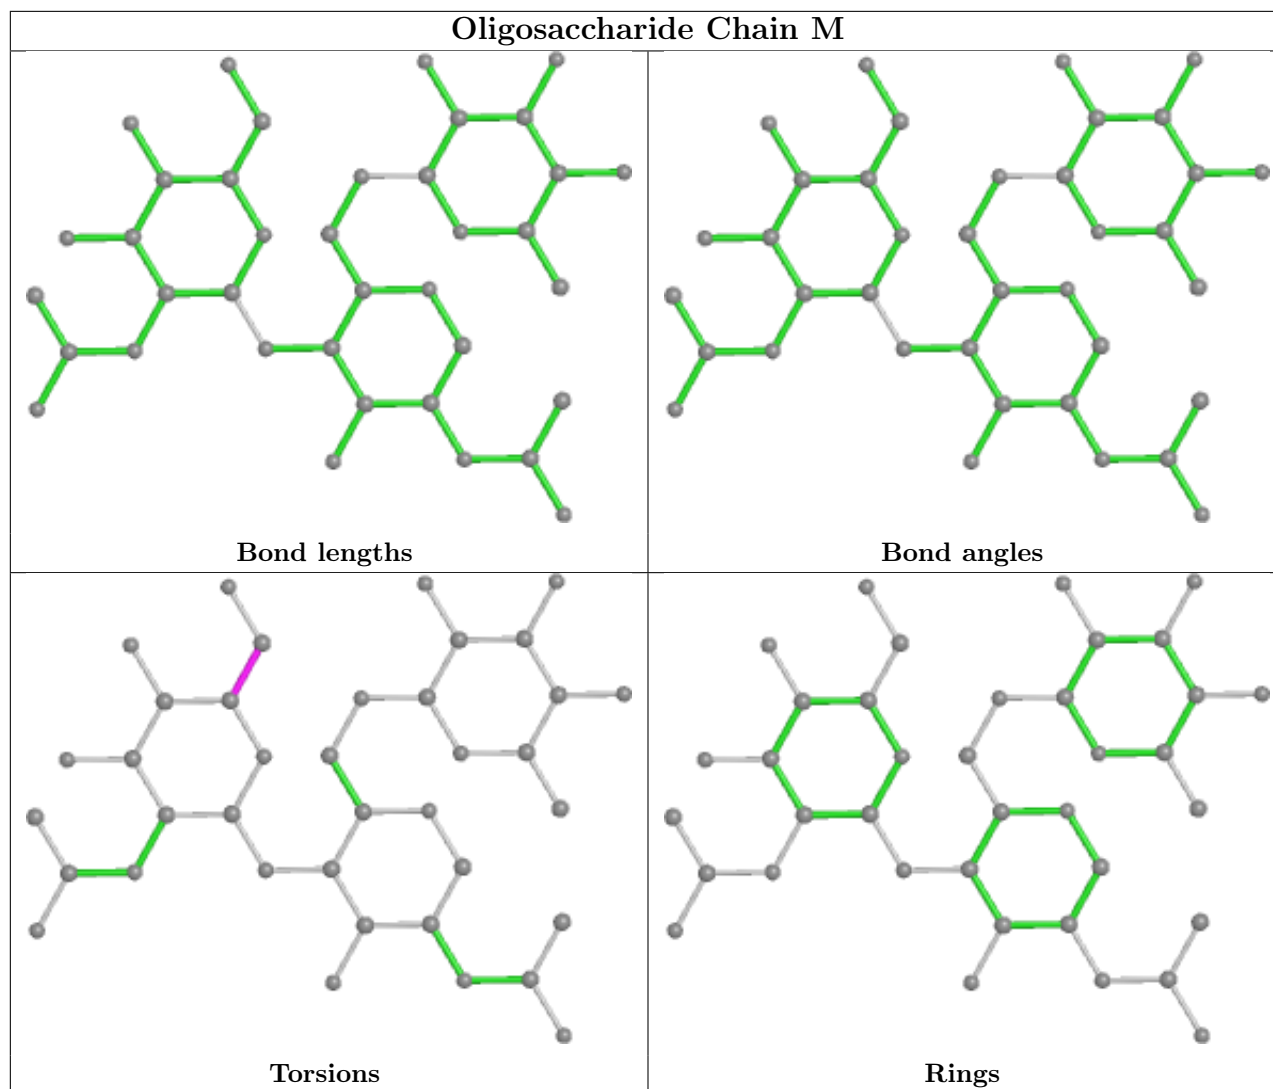 Oligosaccharide Chain M
Bond lengths
Bond angles
Torsions
Rings